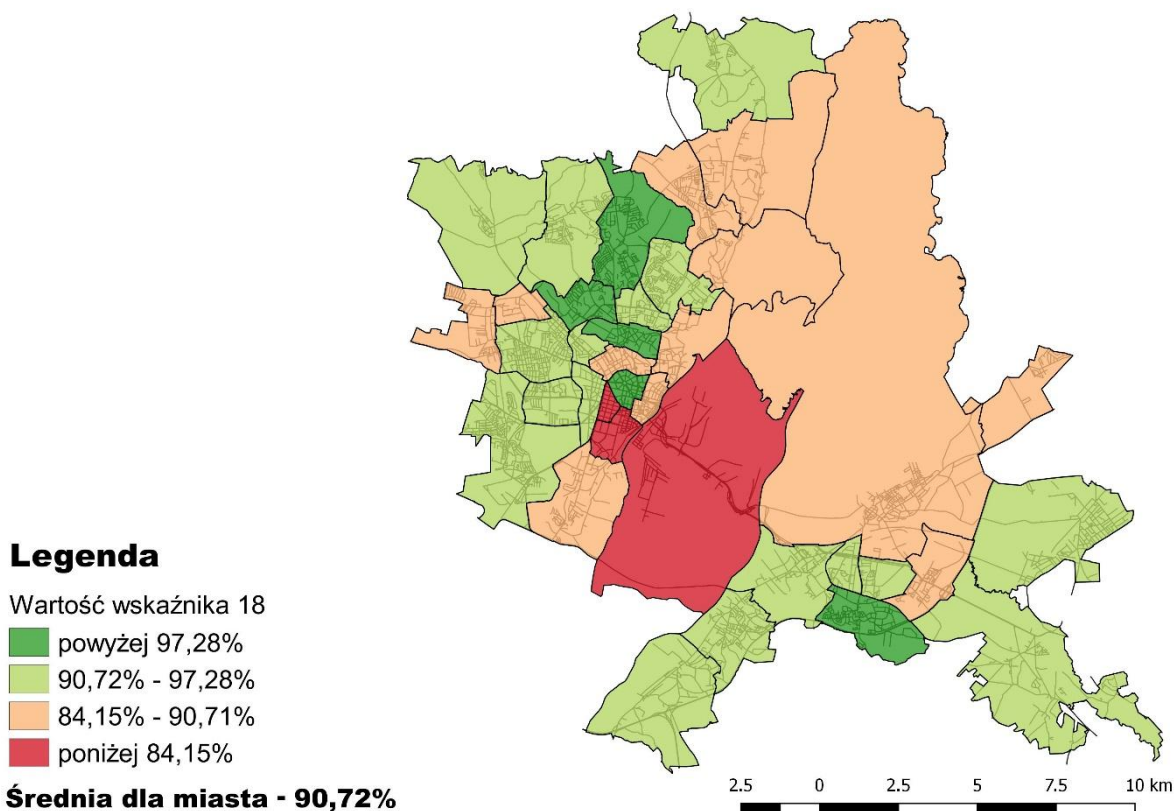 Legenda
Wartość wskaźnika 18
powyżej 97,28%
90,72% - 97,28%
84,15% - 90,71%
poniżej 84,15%
Średnia dla miasta - 90,72%
2.5 0 2.5 5 7.5 10 km